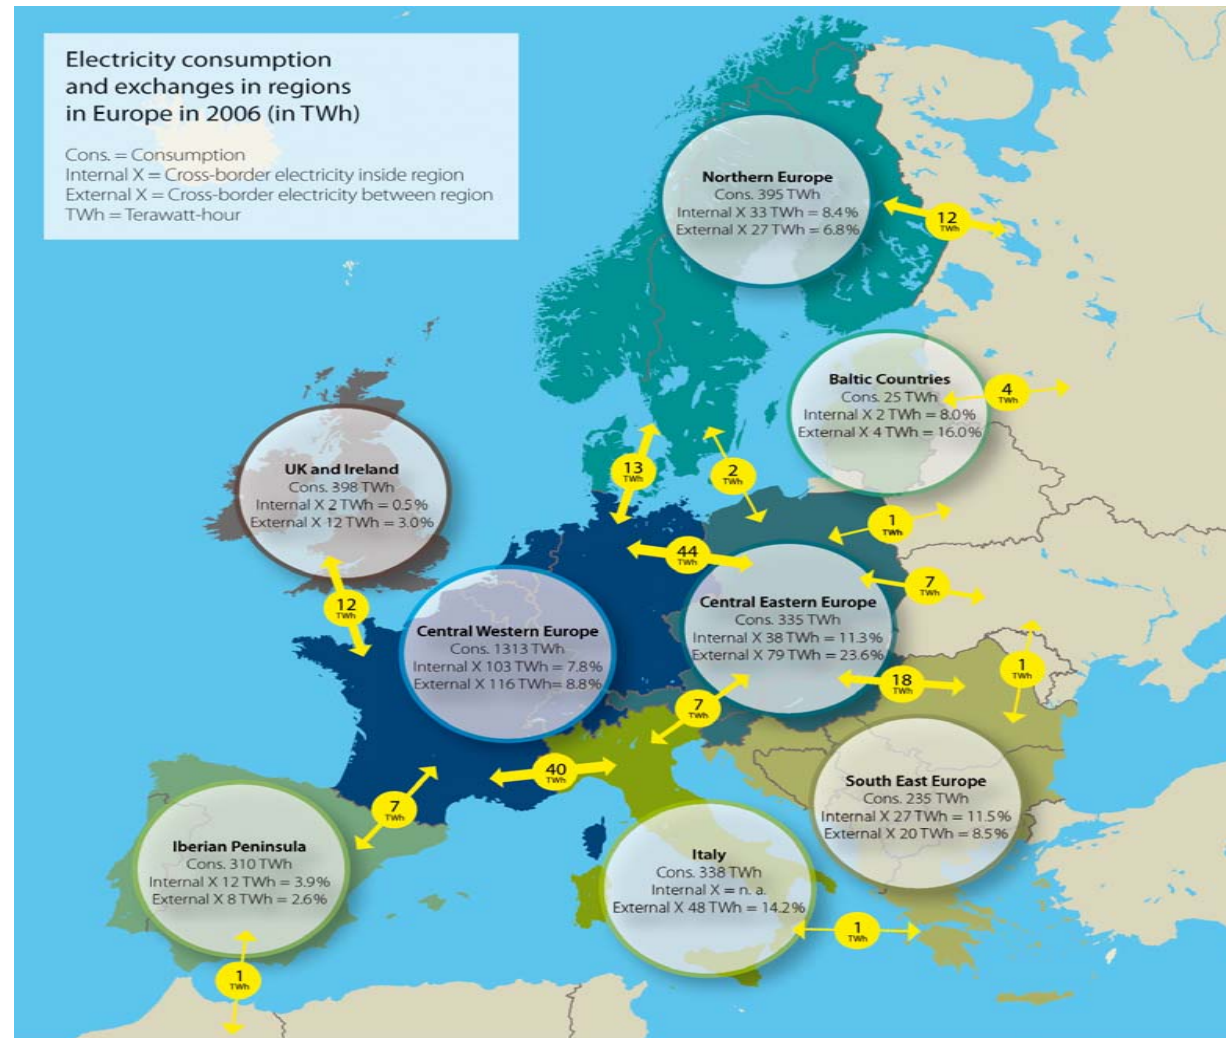 Electricity consumption
and exchanges in regions
in Europe in 2006 (in TWh)
Cons. = Consumption
Internal X = Cross-border electricity inside region
External X = Cross-border electricity between region
TWh = Terawatt-hour
Northern Europe
Cons. 395 TWh
Internal X 33 TWh = 8.4%
External X 27 TWh = 6.8%
12
TWh
Baltic Countries
Cons. 25 TWh
Internal X 2 TWh = 8.0%
External X 4 TWh = 16.0%
4
TWh
UK and Ireland
Cons. 398 TWh
Internal X 2 TWh = 0.5%
External X 12 TWh = 3.0%
13
TWh
2
TWh
1
TWh
44
TWh
7
TWh
12
TWh
Central Western Europe
Cons. 1313 TWh
Internal X 103 TWh = 7.8%
External X 116 TWh= 8.8%
Central Eastern Europe
Cons. 335 TWh
Internal X 38 TWh = 11.3%
External X 79 TWh = 23.6%
18
TWh
1
TWh
7
TWh
40
TWh
7
TWh
South East Europe
Cons. 235 TWh
Internal X 27 TWh = 11.5%
External X 20 TWh = 8.5%
Iberian Peninsula
Cons. 310 TWh
Internal X 12 TWh = 3.9%
External X 8 TWh = 2.6%
Italy
Cons. 338 TWh
Internal X = n. a.
External X 48 TWh = 14.2%
1
TWh
1
TWh